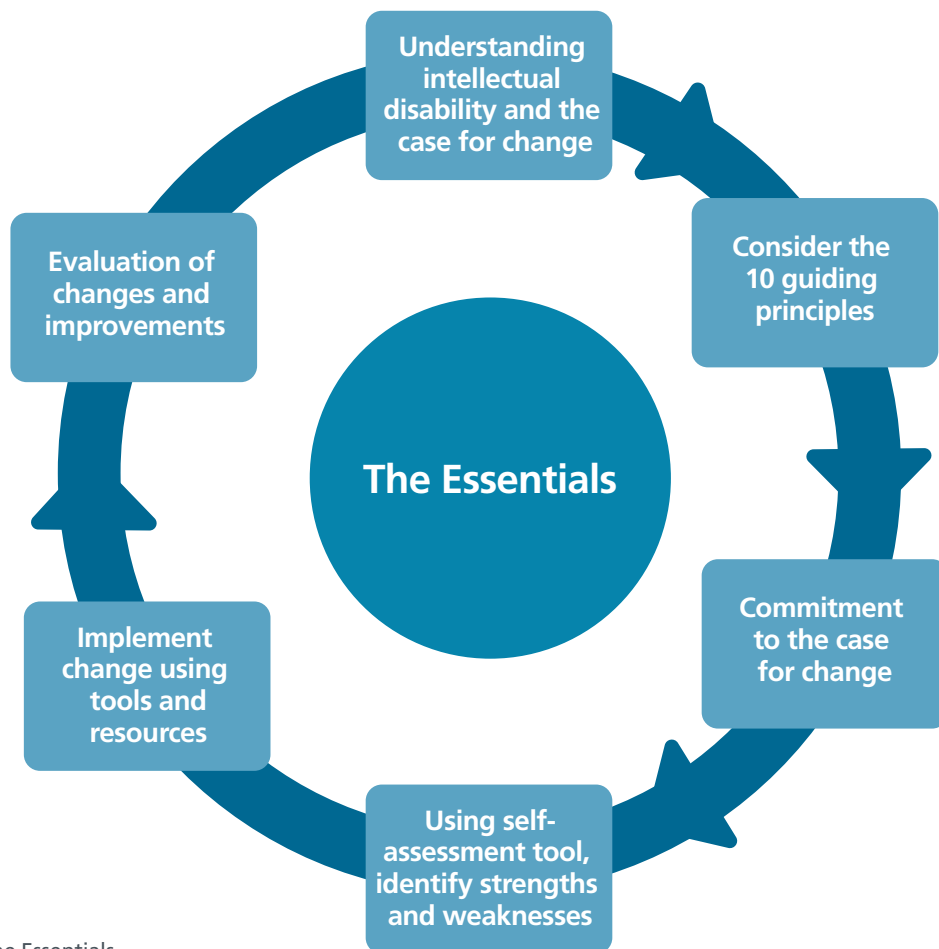 Understanding
intellectual
disability and the
case for change
Consider the
10 guiding
principles
Commitment
to the case
for change
Using self-
assessment tool,
identify strengths
and weaknesses
Implement
change using
tools and
resources
Evaluation of
changes and
improvements
The Essentials
Essentials